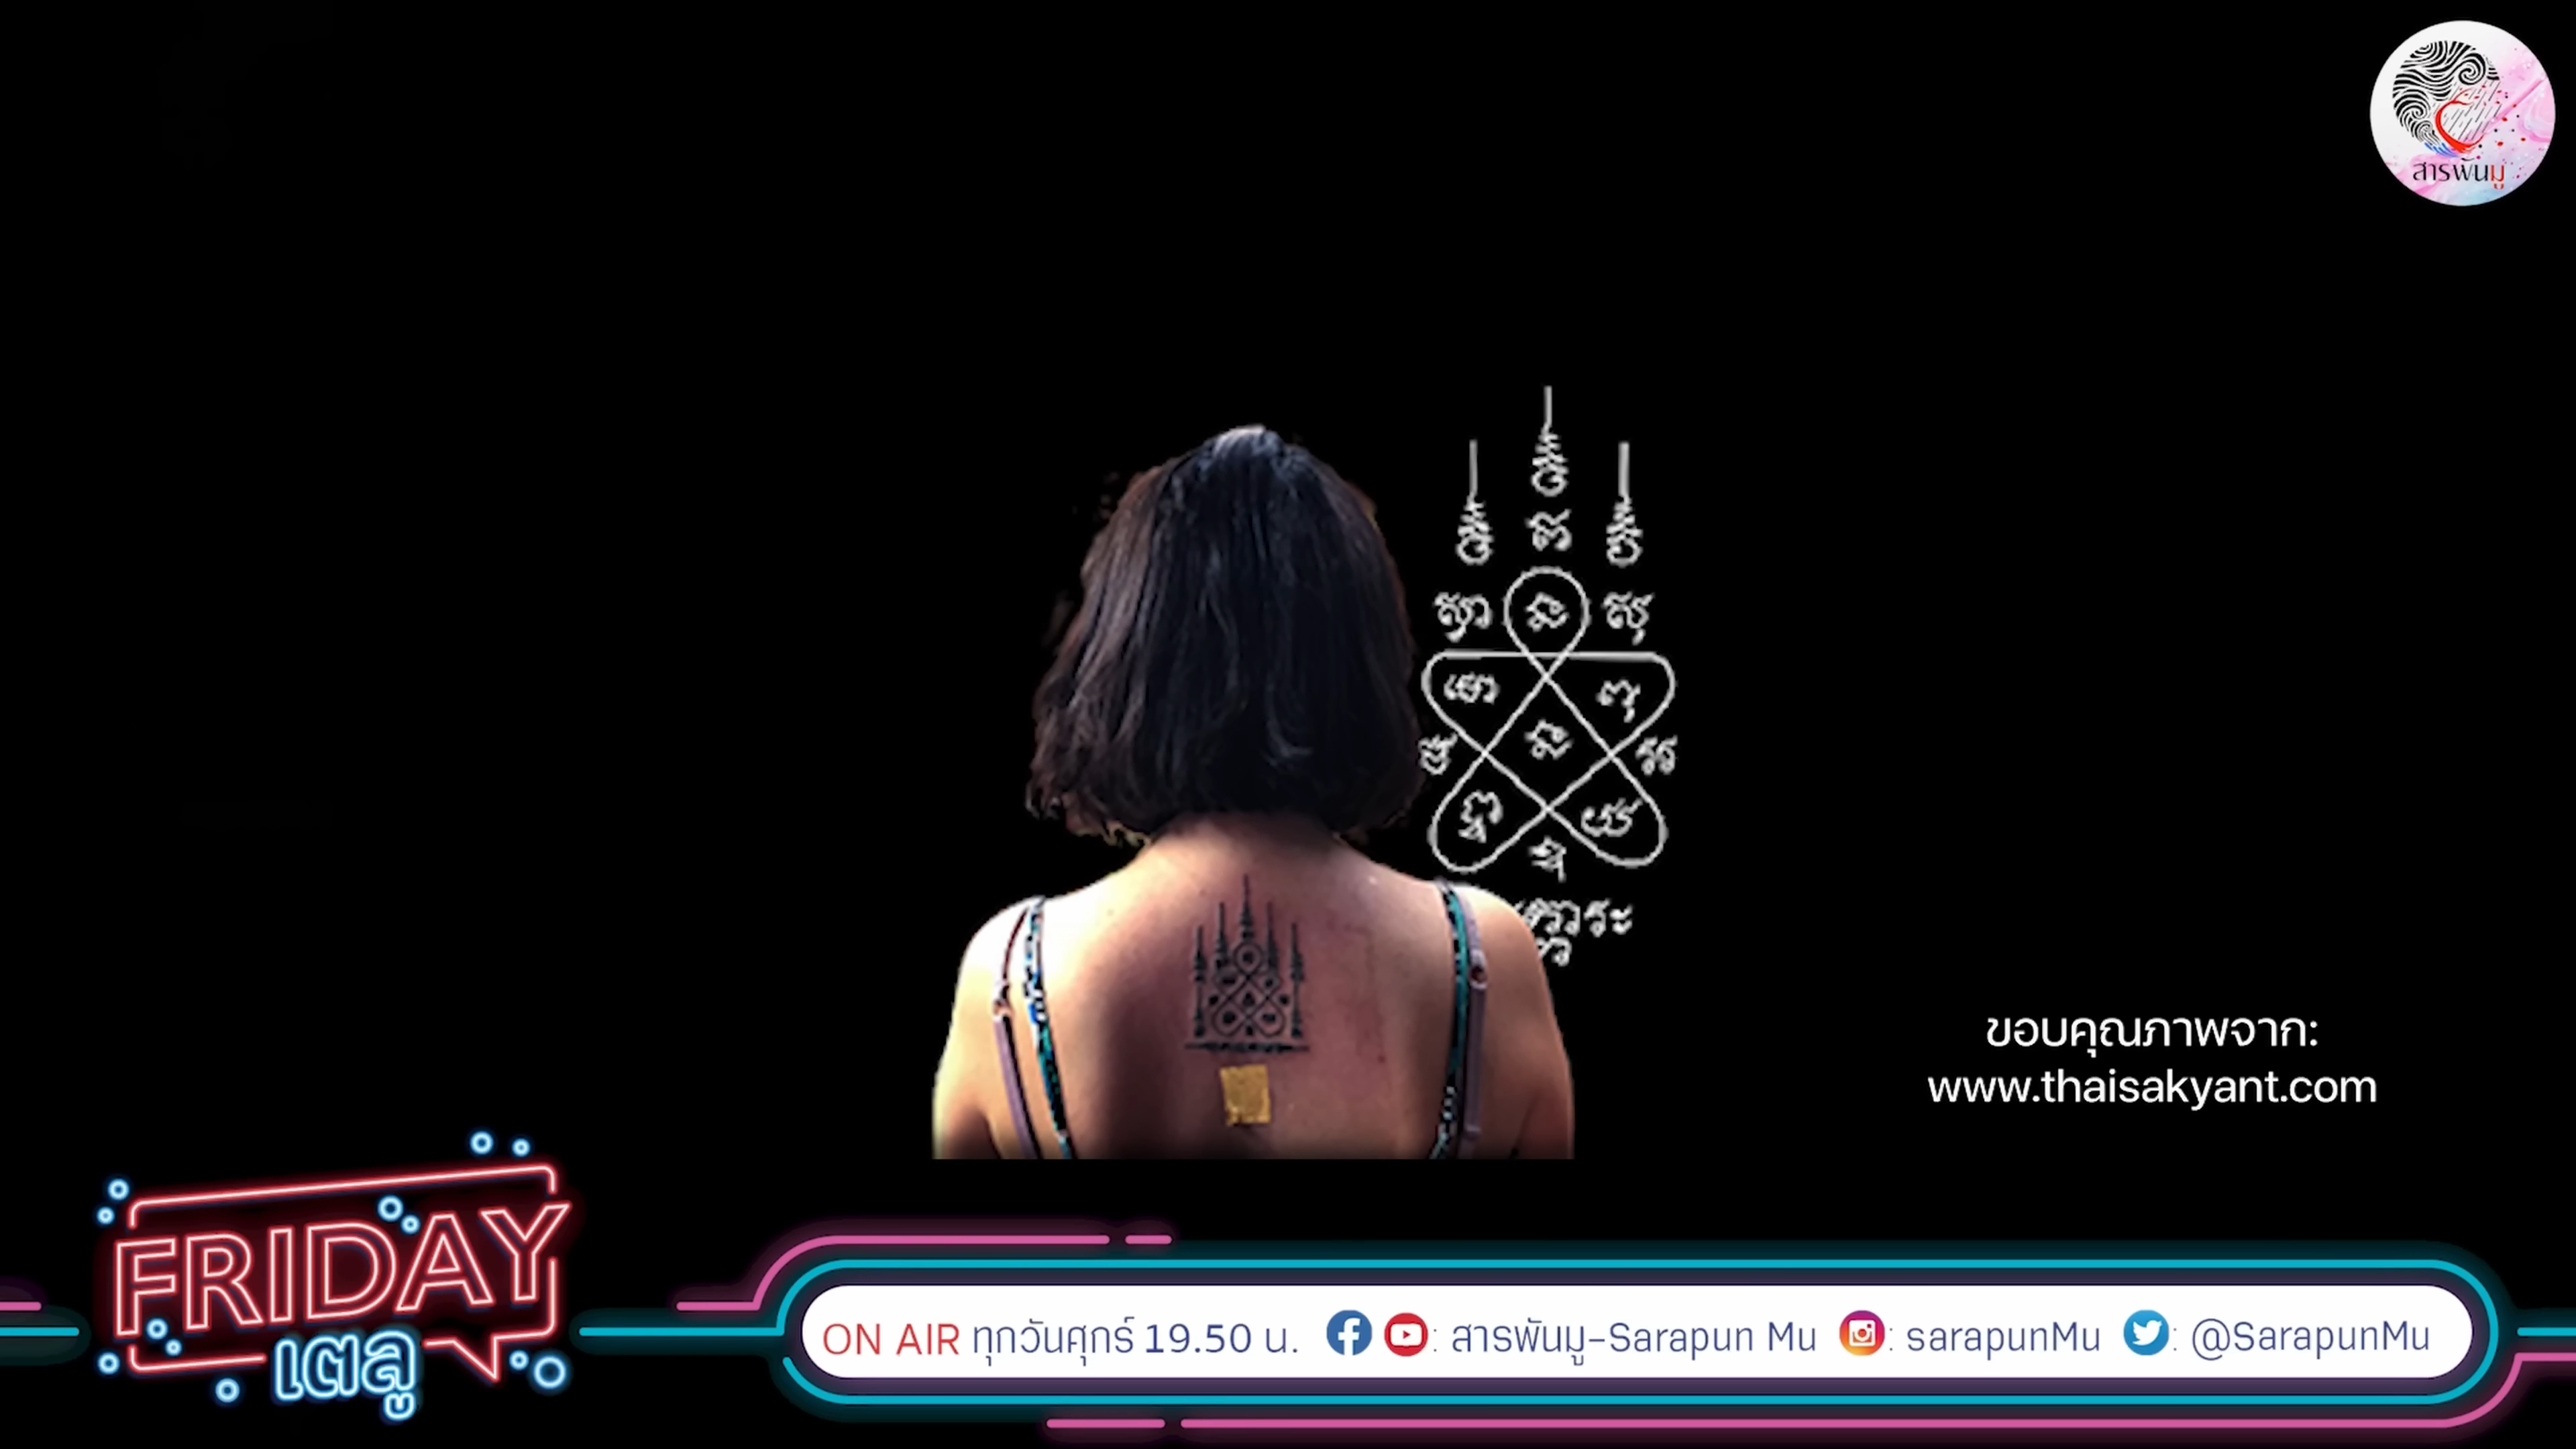 สารพันมู
ขอบคุณภาพจาก:
www.thaisakyant.com
FRIDAY
เตลู
ON AIR ทุกวันศุกร์ 19.50 น. : สารพันมู-Sarapun Mu : sarapunMu : @SarapunMu